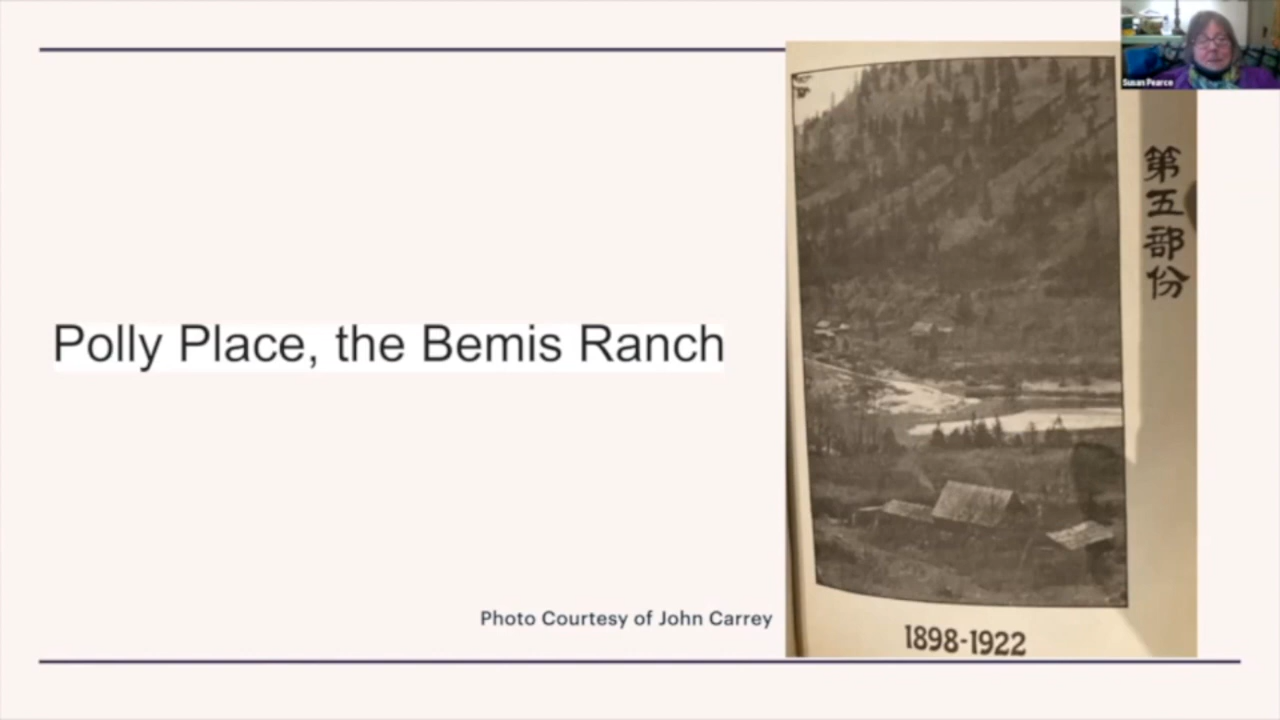 Polly Place, the Bemis Ranch
Photo Courtesy of John Carrey
第五部份
1898-1922
Susan Pearce